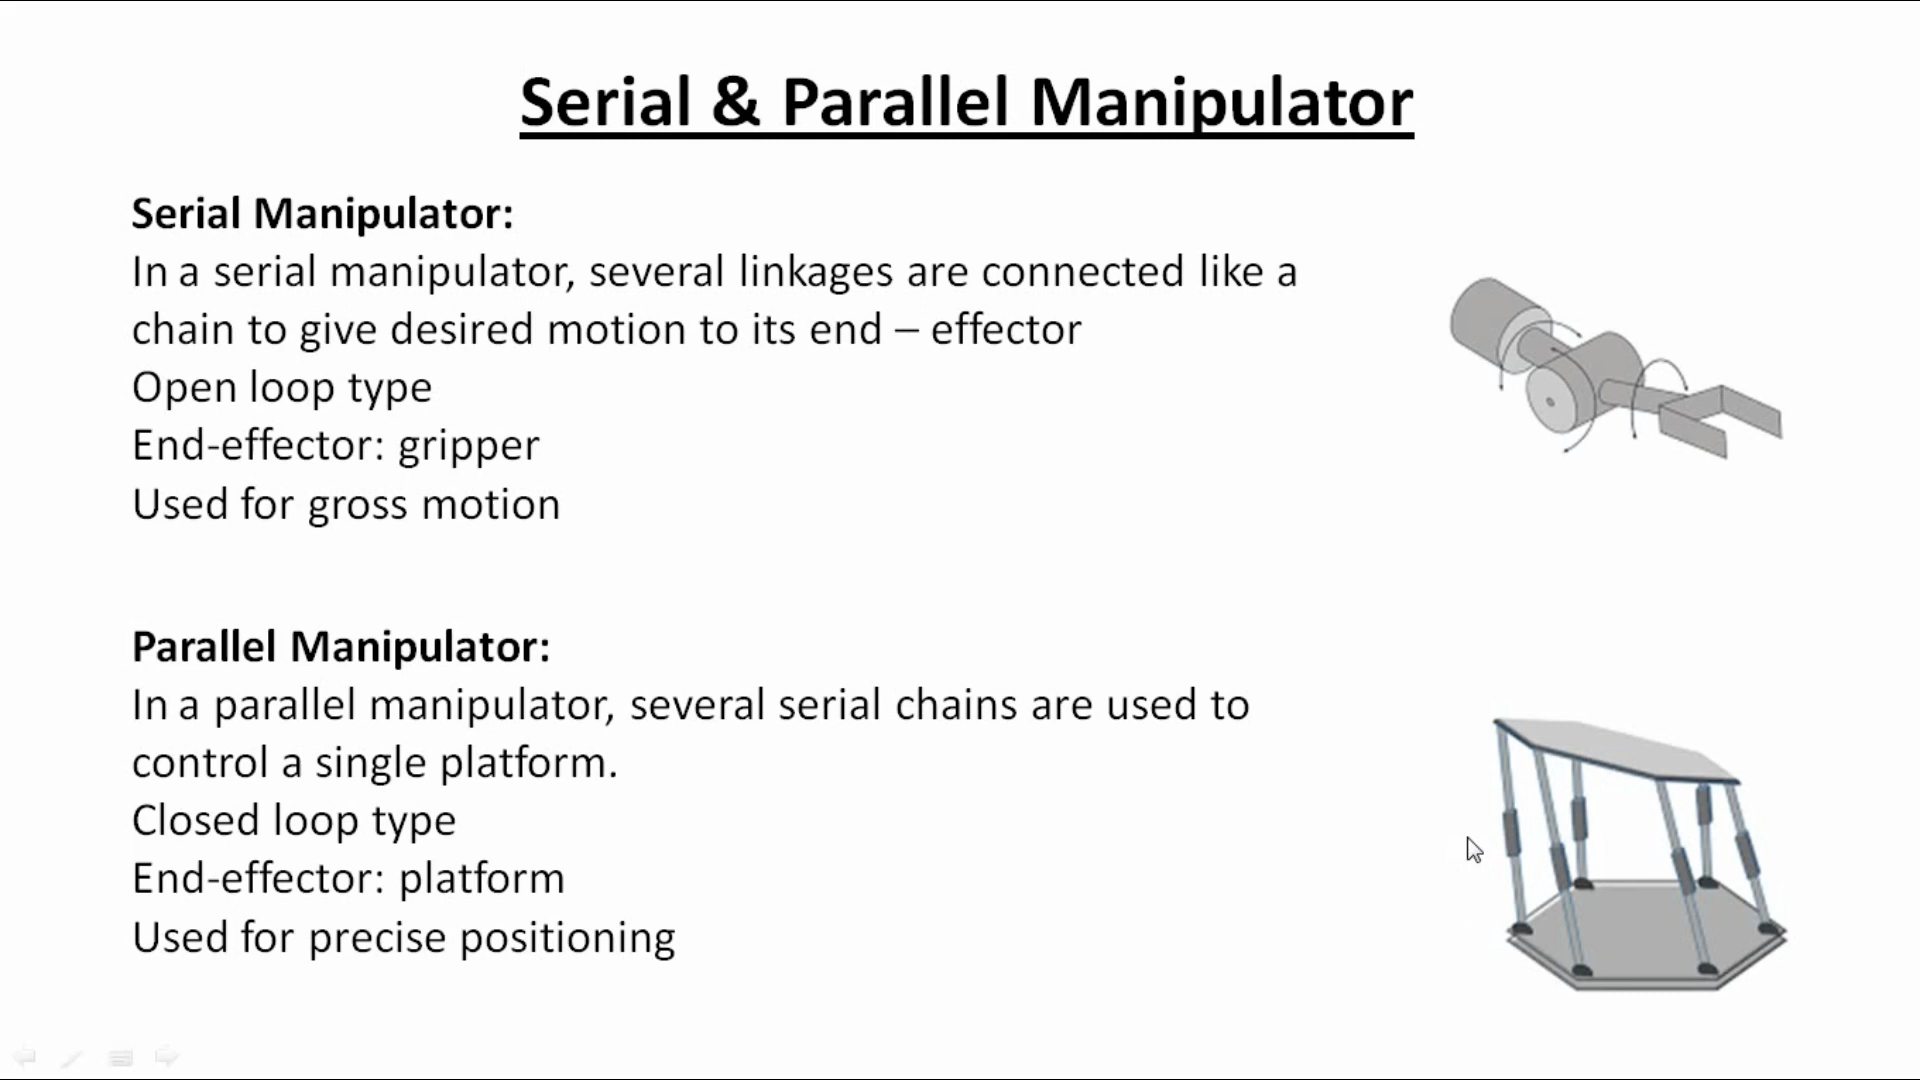 Serial & Parallel Manipulator
Serial Manipulator:
In a serial manipulator, several linkages are connected like a
chain to give desired motion to its end – effector
Open loop type
End-effector: gripper
Used for gross motion
Parallel Manipulator:
In a parallel manipulator, several serial chains are used to
control a single platform.
Closed loop type
End-effector: platform
Used for precise positioning